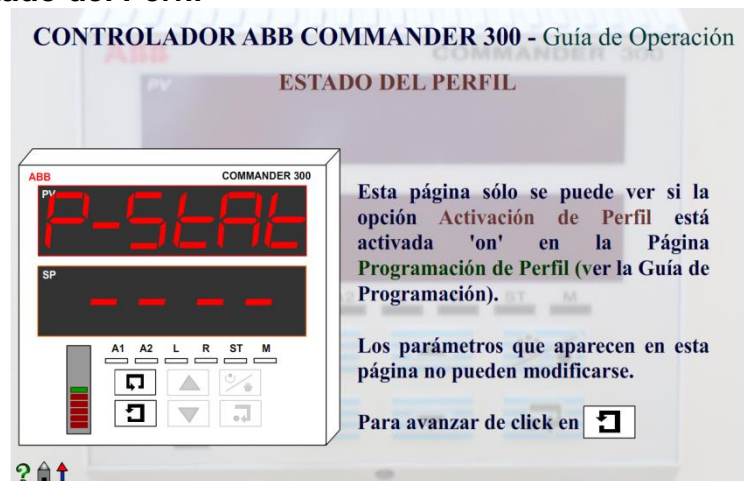 CONTROLADOR ABB COMMANDER 300 - Guía de Operación
ESTADO DEL PERFIL
ABB COMMANDER 300
PV
P-StAt
SP
- - - -
A1 A2 L R ST M
Esta página sólo se puede ver si la
opción Activación de Perfil está
activada 'on' en la Página
Programación de Perfil (ver la Guía de
Programación).
Los parámetros que aparecen en esta
página no pueden modificarse.
Para avanzar de click en
?